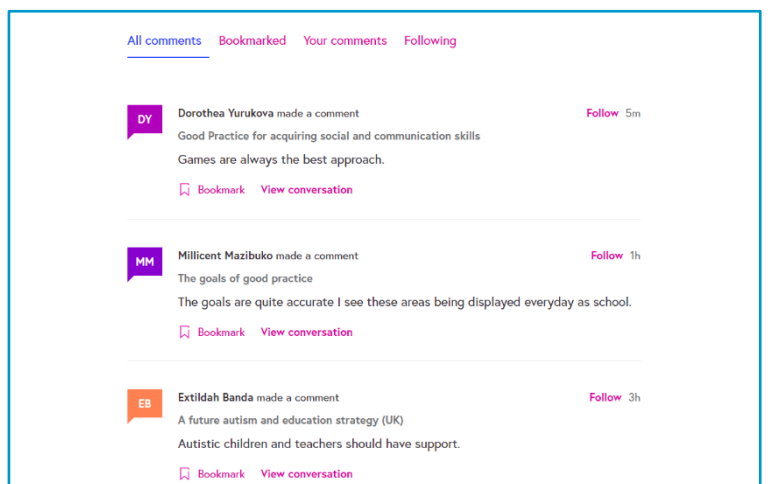 All comments Bookmarked Your comments Following
DY Dorothea Yurukova made a comment Follow 5m
Good Practice for acquiring social and communication skills
Games are always the best approach.
Bookmark View conversation
MM Millicent Mazibuko made a comment Follow 1h
The goals of good practice
The goals are quite accurate I see these areas being displayed everyday as school.
Bookmark View conversation
EB Extildah Banda made a comment Follow 3h
A future autism and education strategy (UK)
Autistic children and teachers should have support.
Bookmark View conversation